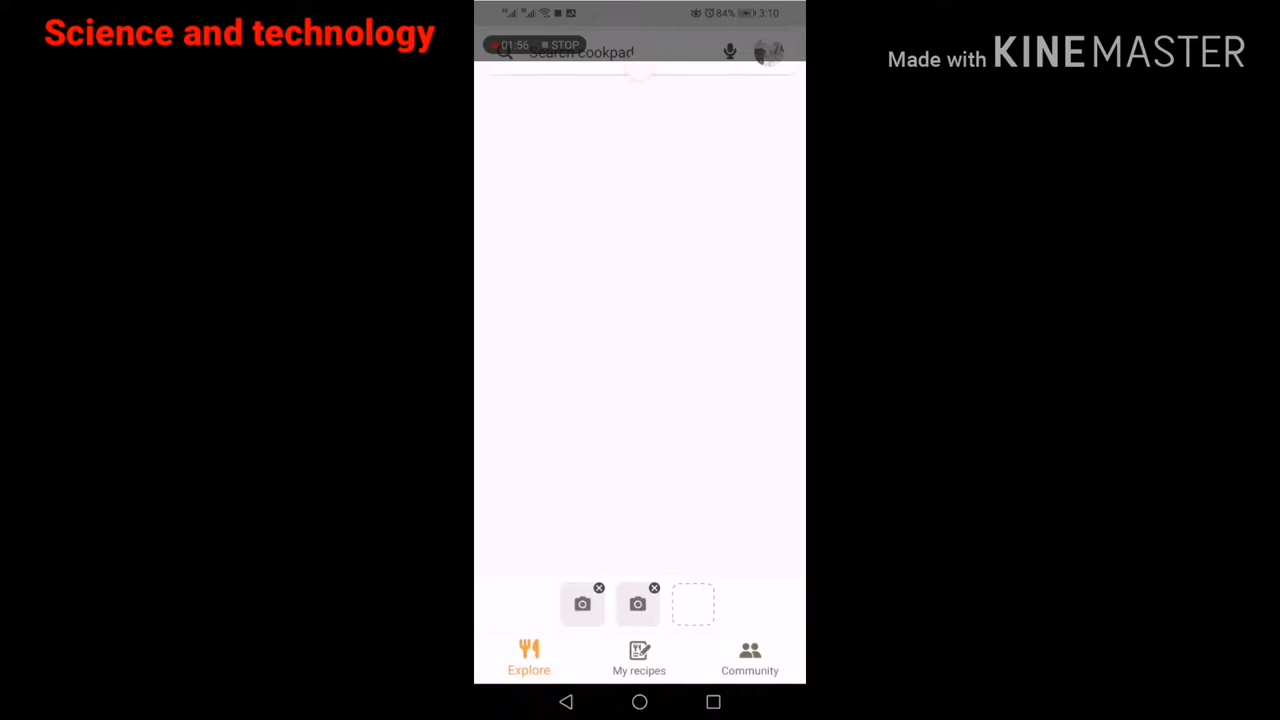 Science and technology
Made with KINEMASTER
84% 3:10
01:56 STOP
Search cookpad
Explore
My recipes
Community